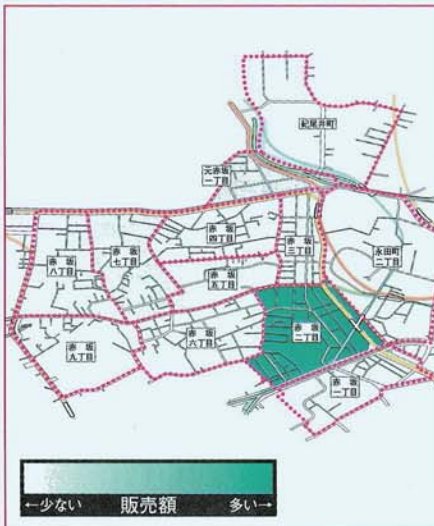 紀尾井町
元赤坂
一丁目
赤坂
四丁目
赤坂
三丁目
永田町
二丁目
赤坂
八丁目
赤坂
七丁目
赤坂
五丁目
赤坂
六丁目
赤坂
二丁目
赤坂
九丁目
赤坂
一丁目
←少ない 販売額 多い→